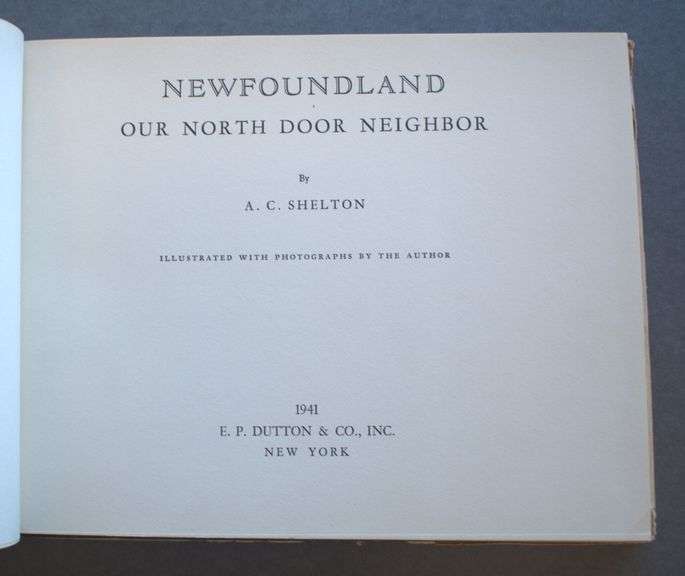 NEWFOUNDLAND
OUR NORTH DOOR NEIGHBOR
By
A. C. SHELTON
ILLUSTRATED WITH PHOTOGRAPHS BY THE AUTHOR
1941
E. P. DUTTON & CO., INC.
NEW YORK